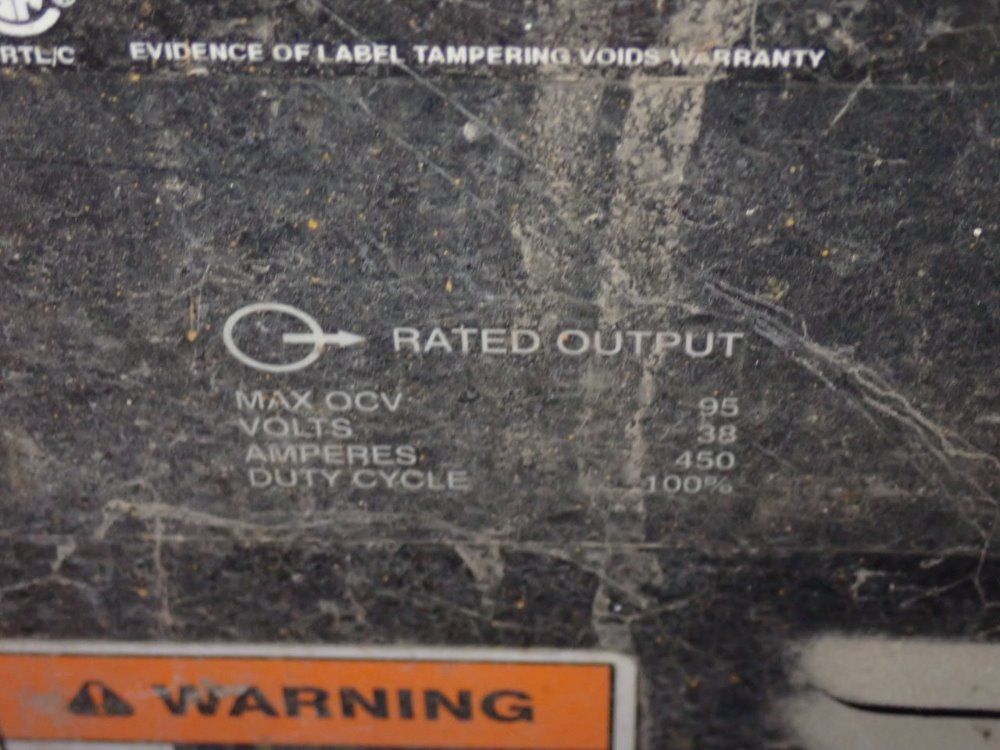 RTL/C
EVIDENCE OF LABEL TAMPERING VOIDS WARRANTY
RATED OUTPUT
MAX OCV 95
VOLTS 38
AMPERES 450
DUTY CYCLE 100%
WARNING